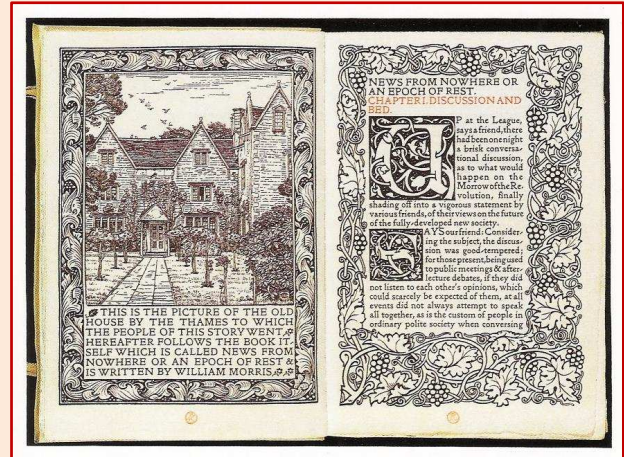 THIS IS THE PICTURE OF THE OLD
HOUSE BY THE THAMES TO WHICH
THE PEOPLE OF THIS STORY WENT
HEREAFTER FOLLOWS THE BOOK IT-
SELF WHICH IS CALLED NEWS FROM
NOWHERE OR AN EPOCH OF REST &
IS WRITTEN BY WILLIAM MORRIS
NEWS FROM NOWHERE OR
AN EPOCH OF REST.
CHAPTER I. DISCUSSION AND
BED.
UP at the League,
says a friend, there
had been one night
a brisk conversa-
tional discussion,
as to what would
happen on the
Morrow of the Re-
volution, finally
shading off into a vigorous statement by
various friends, of their views on the future
of the fully-developed new society.
SAYS our friend: Consider-
ing the subject, the discus-
sion was good-tempered;
for those present, being used
to public meetings & after-
lecture debates, if they did
not listen to each other's opinions, which
could scarcely be expected of them, at all
events did not always attempt to speak
all together, as is the custom of people in
ordinary polite society when conversing